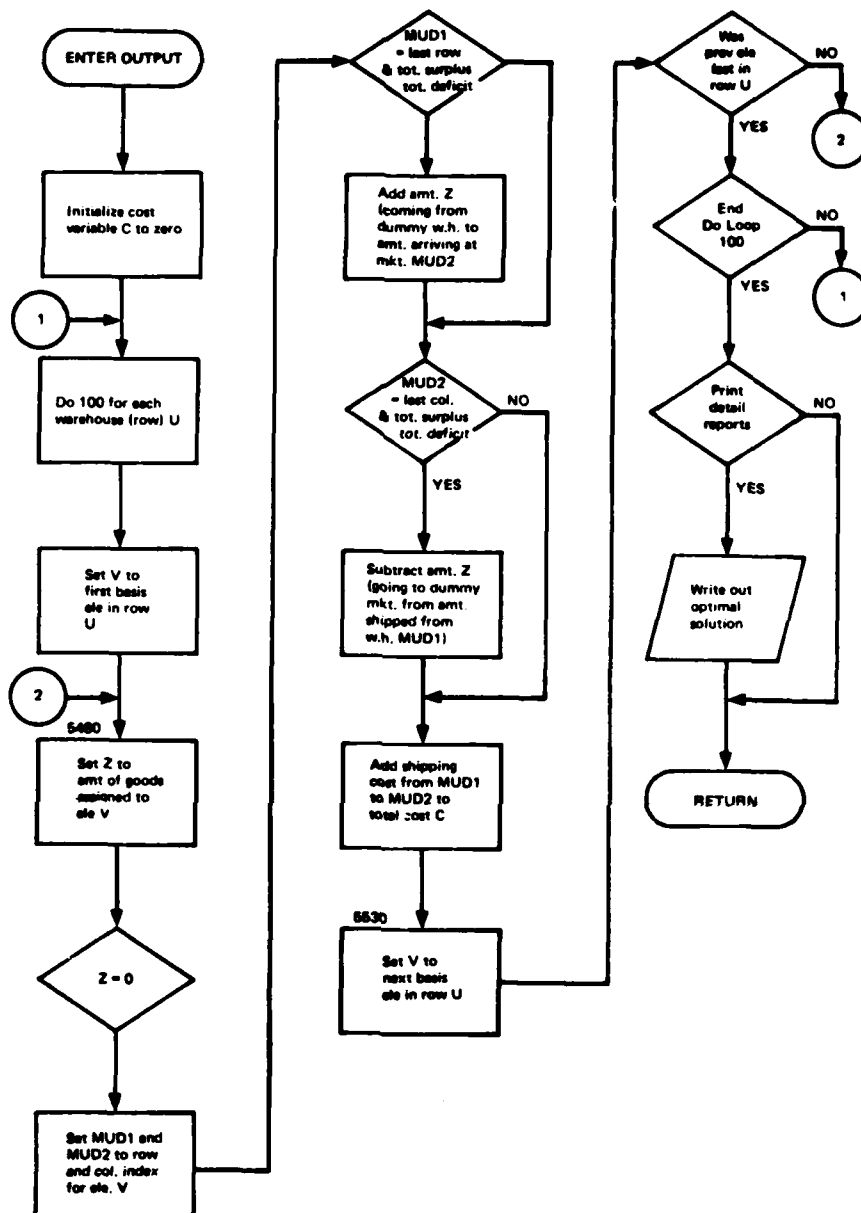 ENTER OUTPUT
Initialize cost
variable C to zero
1
Do 100 for each
warehouse (row) U
Set V to
first basis
ele in row
U
2
5460
Set Z to
amt of goods
assigned to
ele V
Z = 0
Set MUD1 and
MUD2 to row
and col. index
for ele. V
MUD1
= last row
& tot. surplus
tot. deficit
Add amt. Z
(coming from
dummy w.h. to
amt. arriving at
mkt. MUD2
MUD2
= last col.
& tot. surplus
tot. deficit
NO
YES
Subtract amt. Z
(going to dummy
mkt. from amt.
shipped from
w.h. MUD1)
Add shipping
cost from MUD1
to MUD2 to
total cost C
5530
Set V to
next basis
ele in row U
Was
prev ele
last in
row U
NO
2
YES
End
Do Loop
100
NO
1
YES
Print
detail
reports
NO
YES
Write out
optimal
solution
RETURN